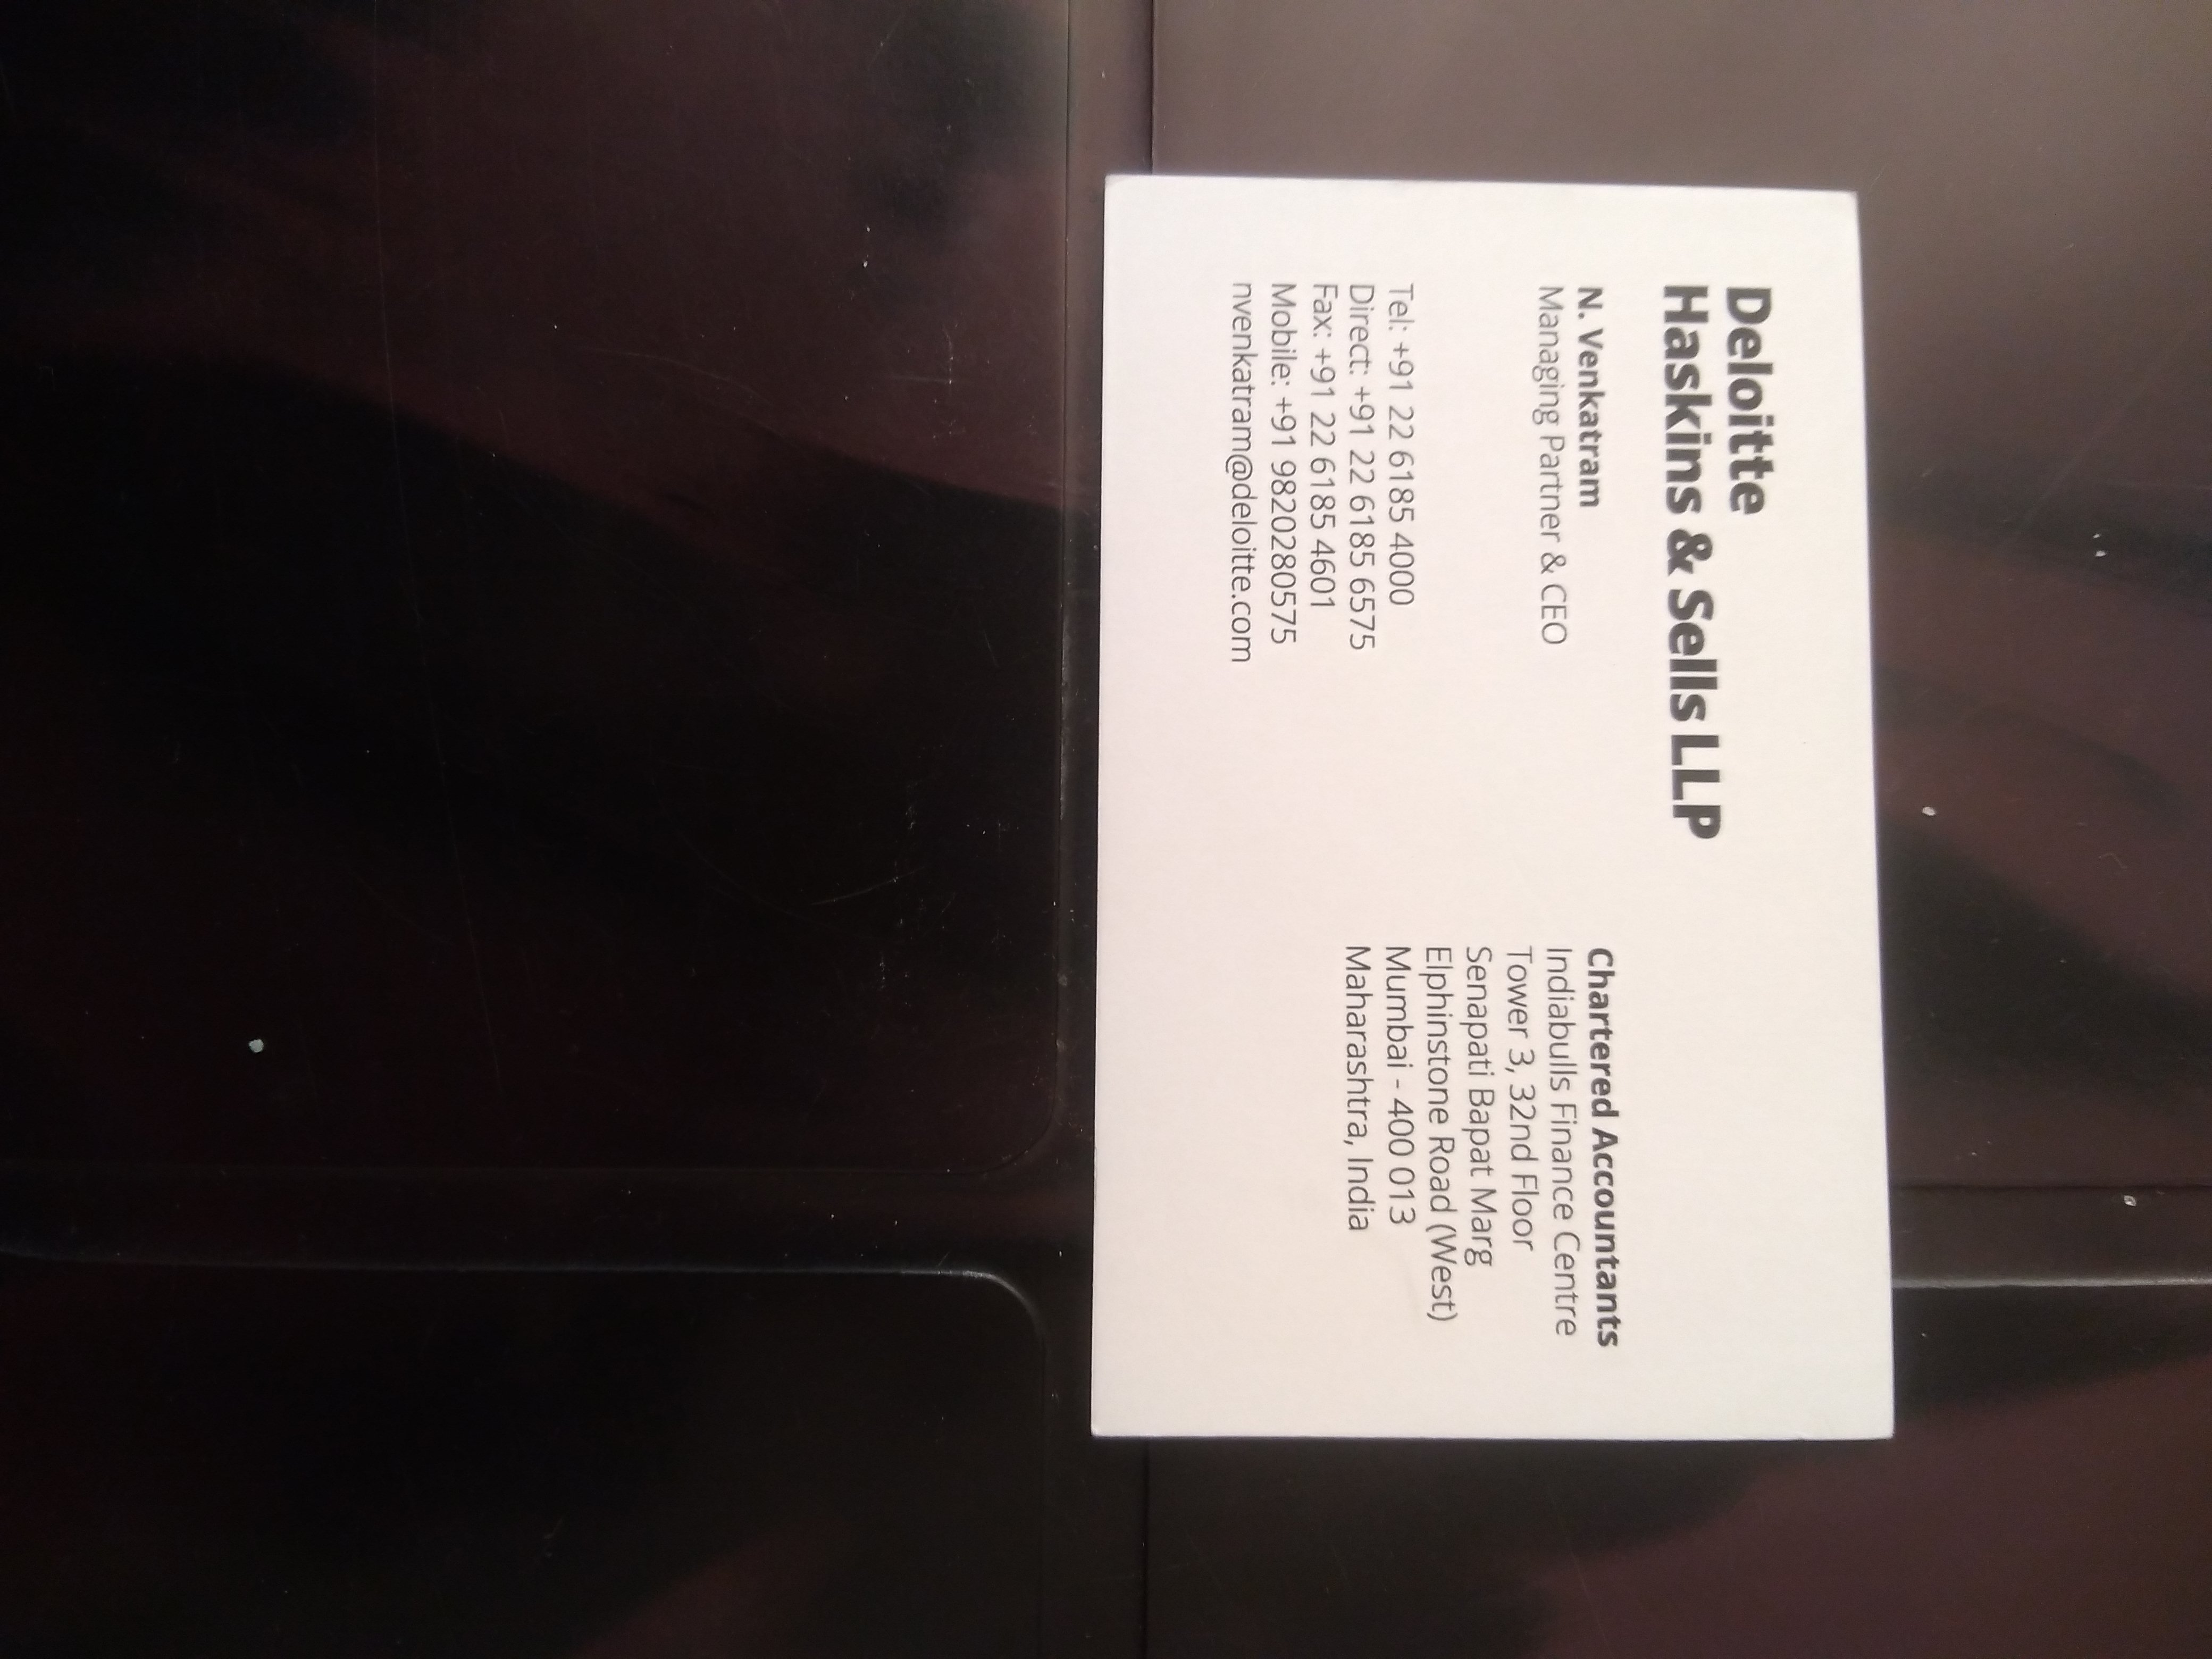 Deloitte
Haskins & Sells LLP
N. Venkatram
Managing Partner & CEO
Tel: +91 22 6185 4000
Direct: +91 22 6185 6575
Fax: +91 22 6185 4601
Mobile: +91 9820280575
nvenkatram@deloitte.com
Chartered Accountants
Indiabulls Finance Centre
Tower 3, 32nd Floor
Senapati Bapat Marg
Elphinstone Road (West)
Mumbai - 400 013
Maharashtra, India